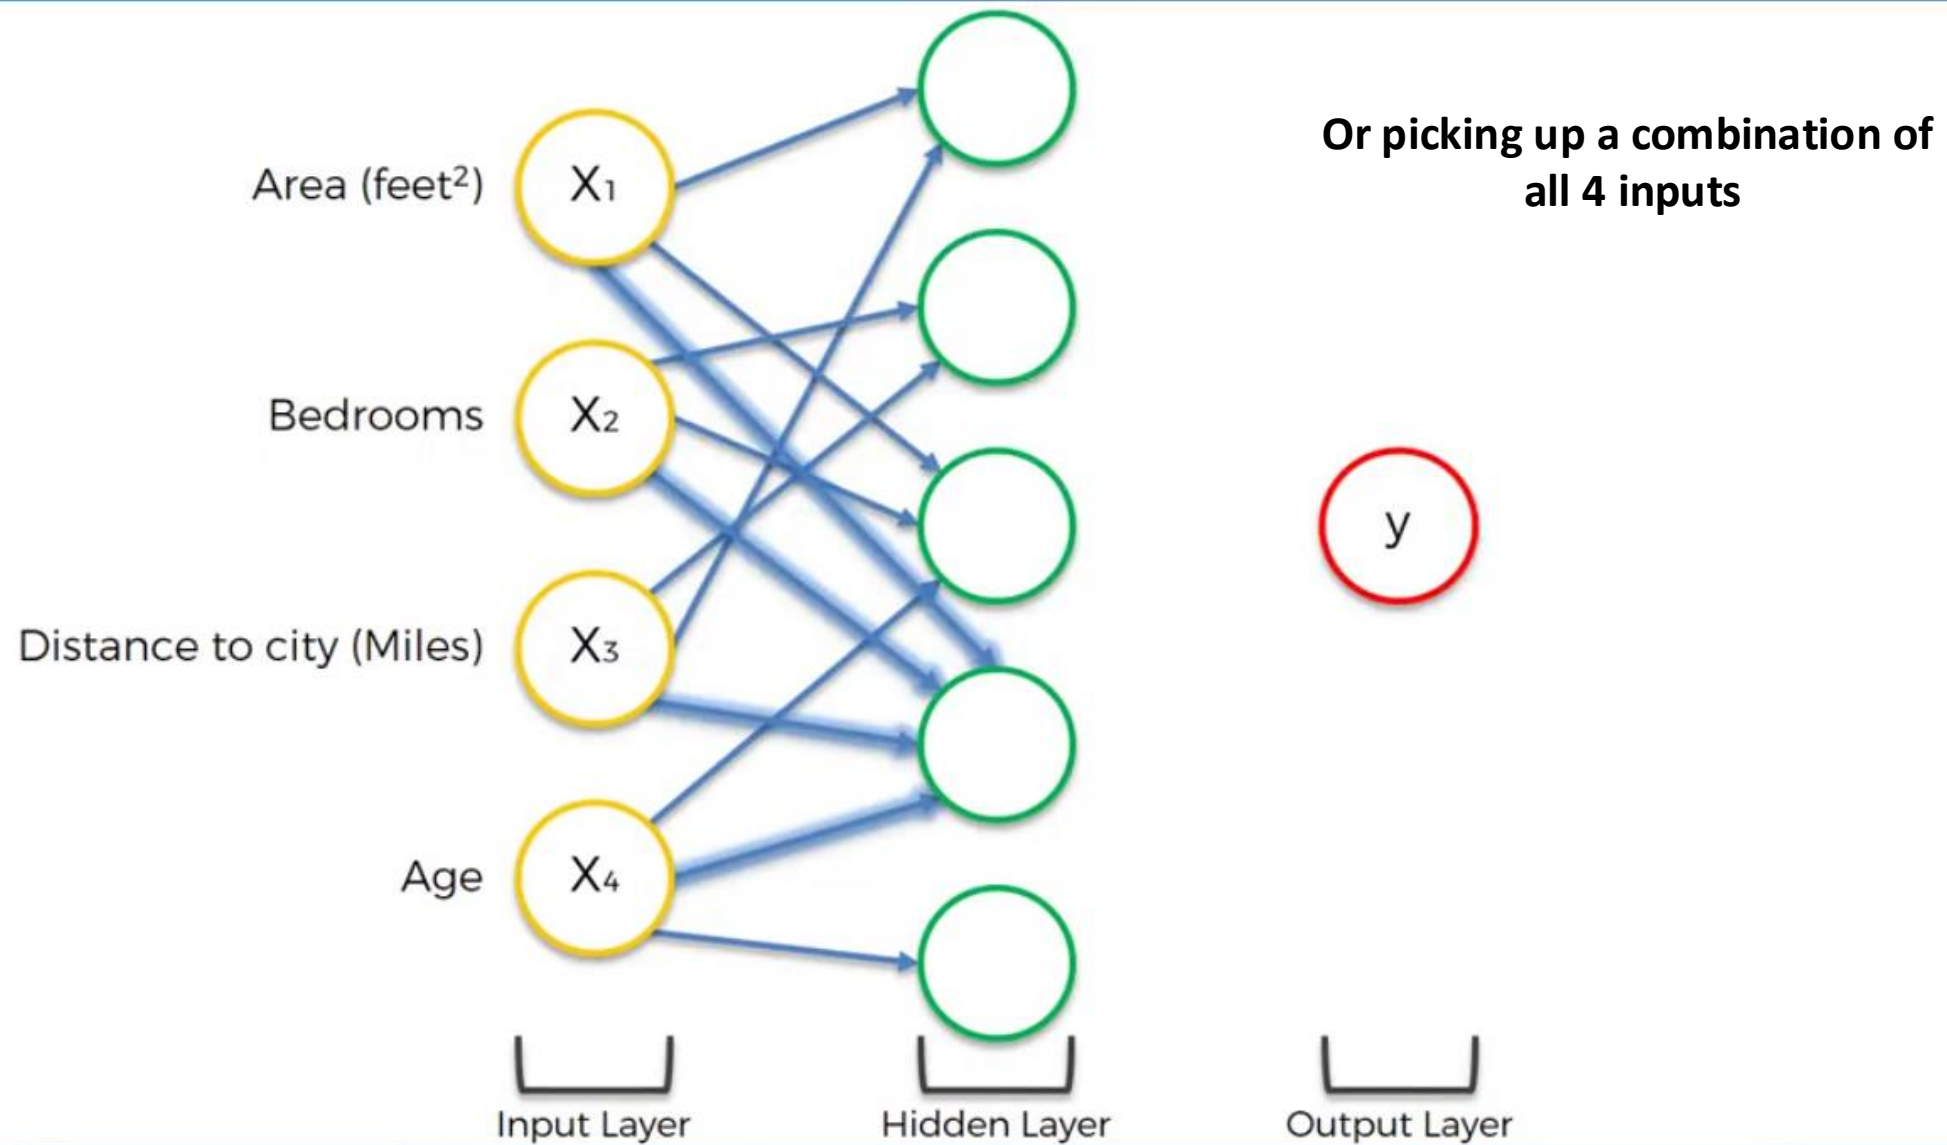 Or picking up a combination of
all 4 inputs
Area (feet²)
X₁
Bedrooms
X₂
Distance to city (Miles)
X₃
Age
X₄
y
Input Layer
Hidden Layer
Output Layer